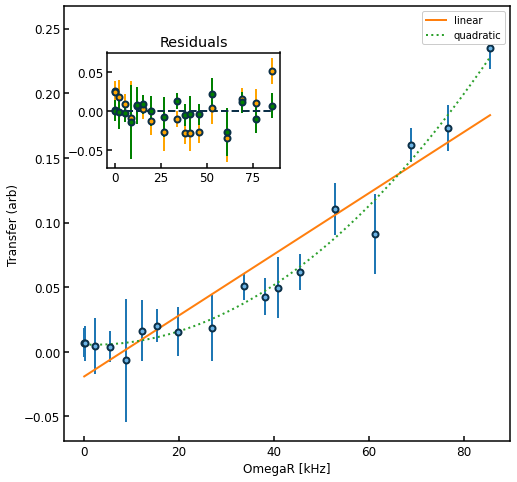 linear
quadratic
Residuals
0.25
0.20
0.15
0.10
0.05
0.00
−0.05
0.05
0.00
−0.05
0 25 50 75
0 20 40 60 80
Transfer (arb)
OmegaR [kHz]